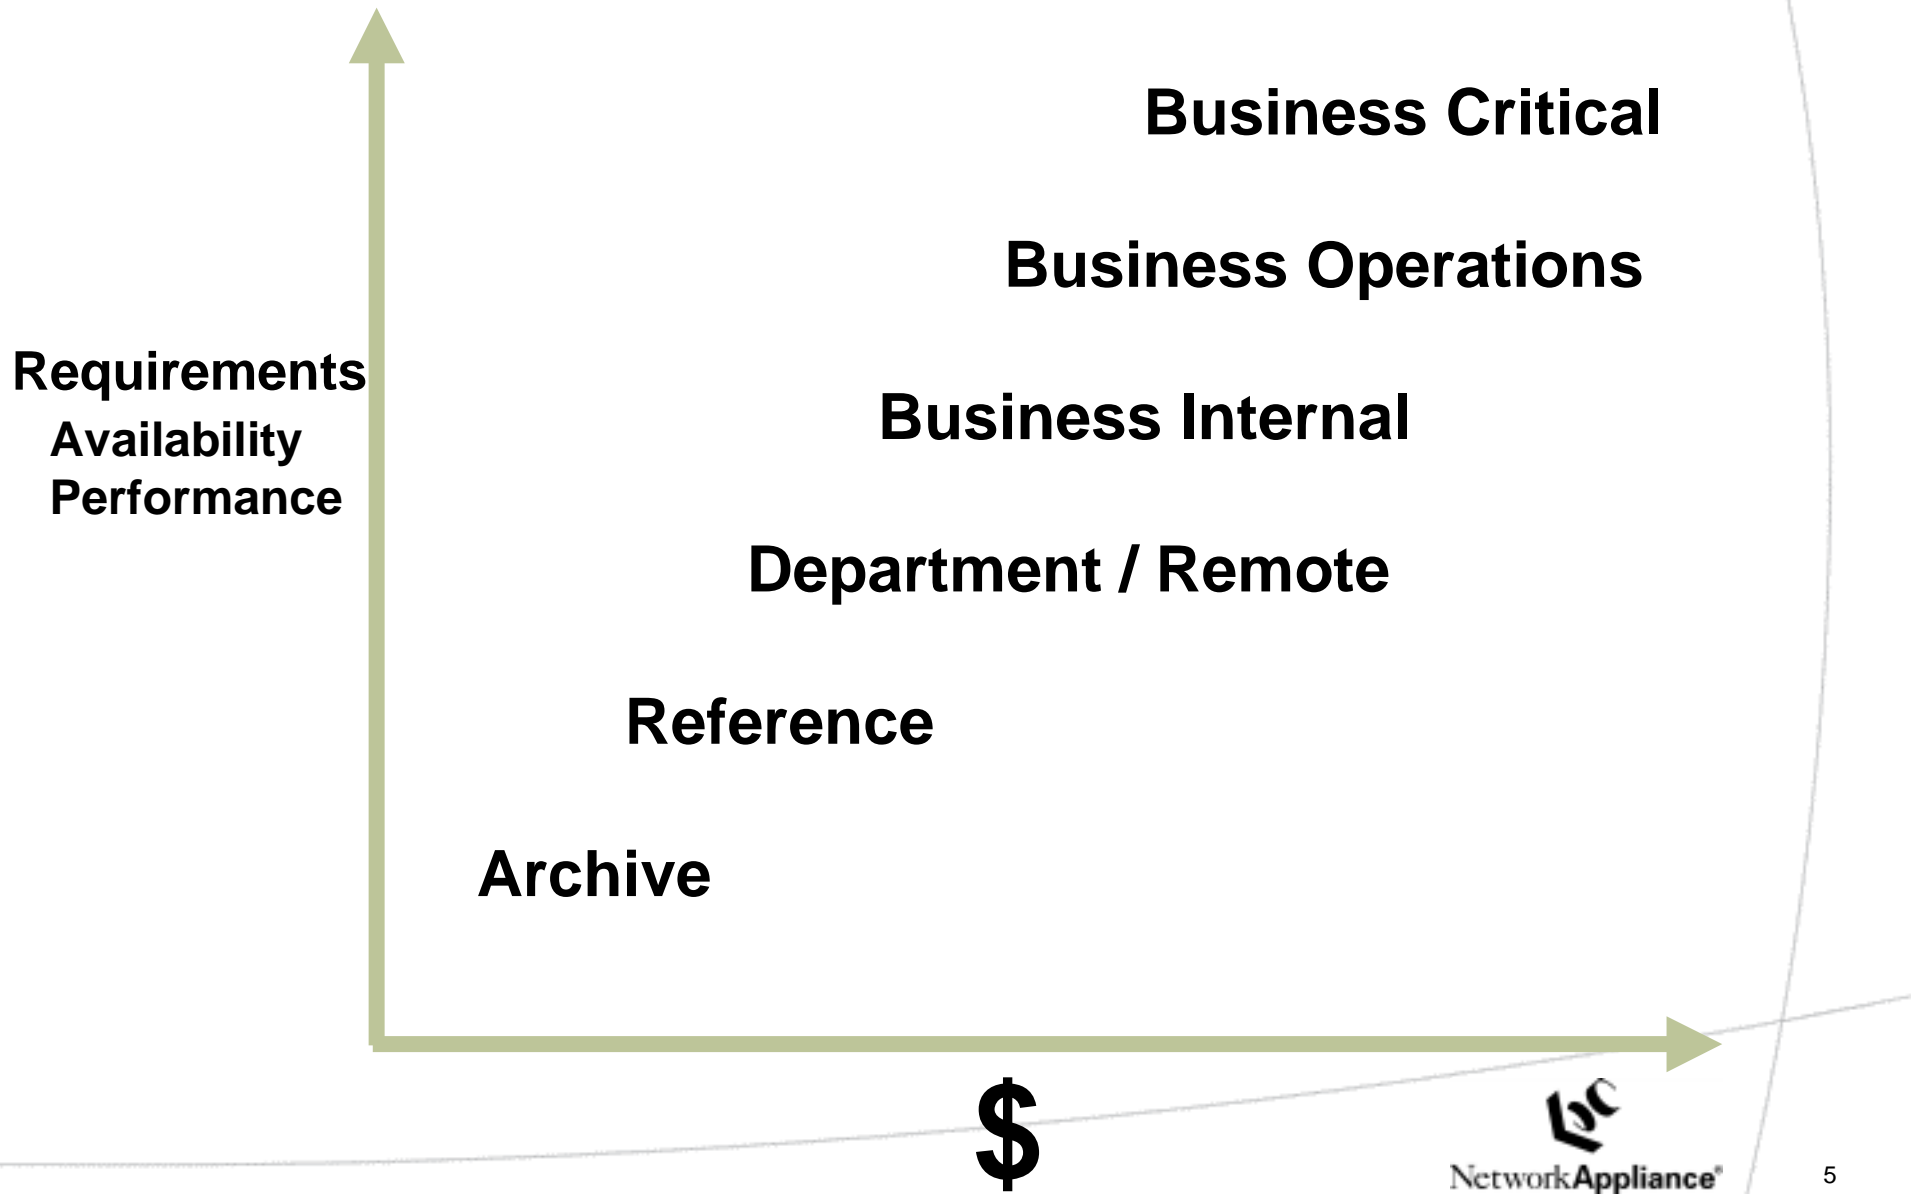 Business Critical
Business Operations
Requirements
Availability
Performance
Business Internal
Department / Remote
Reference
Archive
$
NetworkAppliance®
5